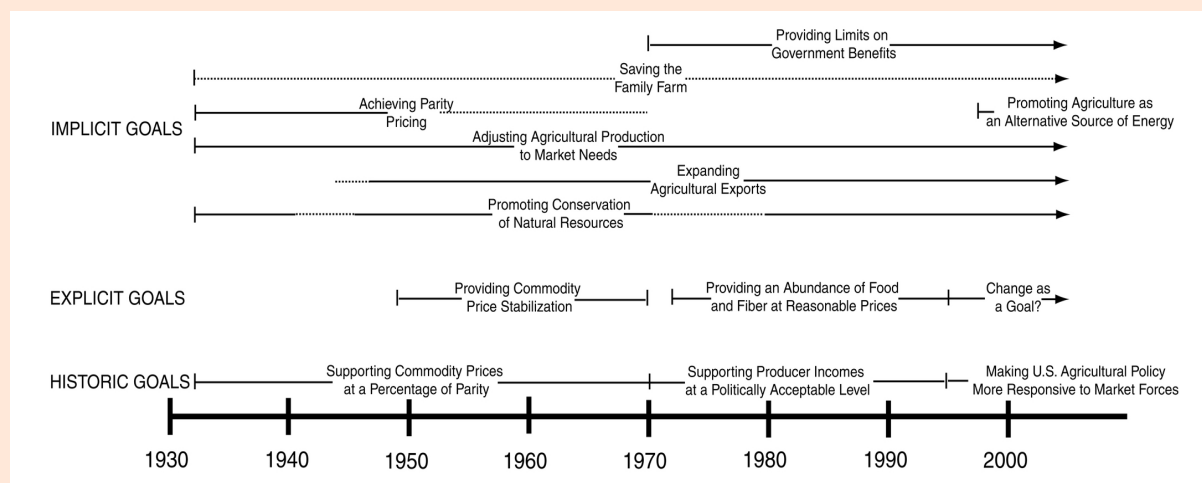 Providing Limits on
Government Benefits
Saving the
Family Farm
IMPLICIT GOALS
Achieving Parity
Pricing
Promoting Agriculture as
an Alternative Source of Energy
Adjusting Agricultural Production
to Market Needs
Expanding
Agricultural Exports
Promoting Conservation
of Natural Resources
EXPLICIT GOALS
Providing Commodity
Price Stabilization
Providing an Abundance of Food
and Fiber at Reasonable Prices
Change as
a Goal?
HISTORIC GOALS
Supporting Commodity Prices
at a Percentage of Parity
Supporting Producer Incomes
at a Politically Acceptable Level
Making U.S. Agricultural Policy
More Responsive to Market Forces
1930 1940 1950 1960 1970 1980 1990 2000